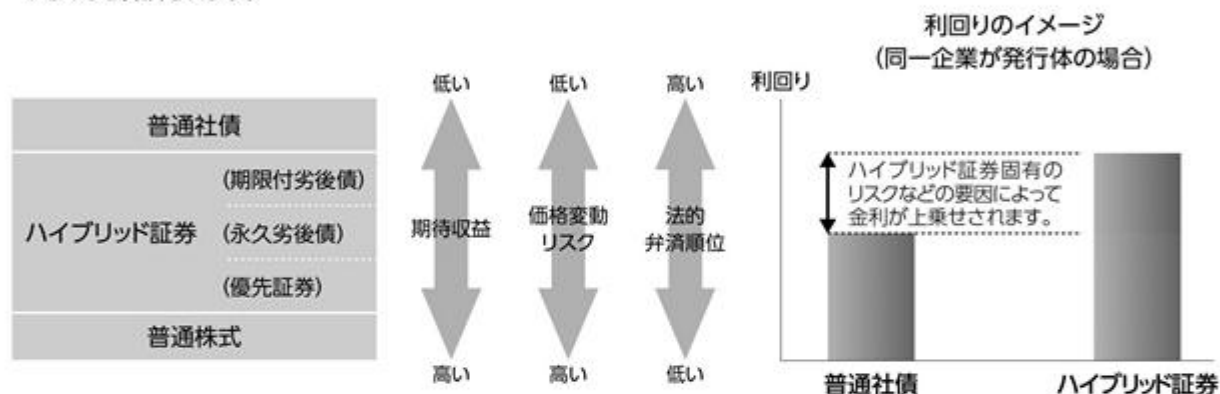 利回りのイメージ
(同一企業が発行体の場合)
低い
低い
高い
利回り
普通社債
ハイブリッド証券
(期限付劣後債)
(永久劣後債)
(優先証券)
普通株式
期待収益
価格変動
リスク
法的
弁済順位
高い
高い
低い
ハイブリッド証券固有の
リスクなどの要因によって
金利が上乗せされます。
普通社債
ハイブリッド証券